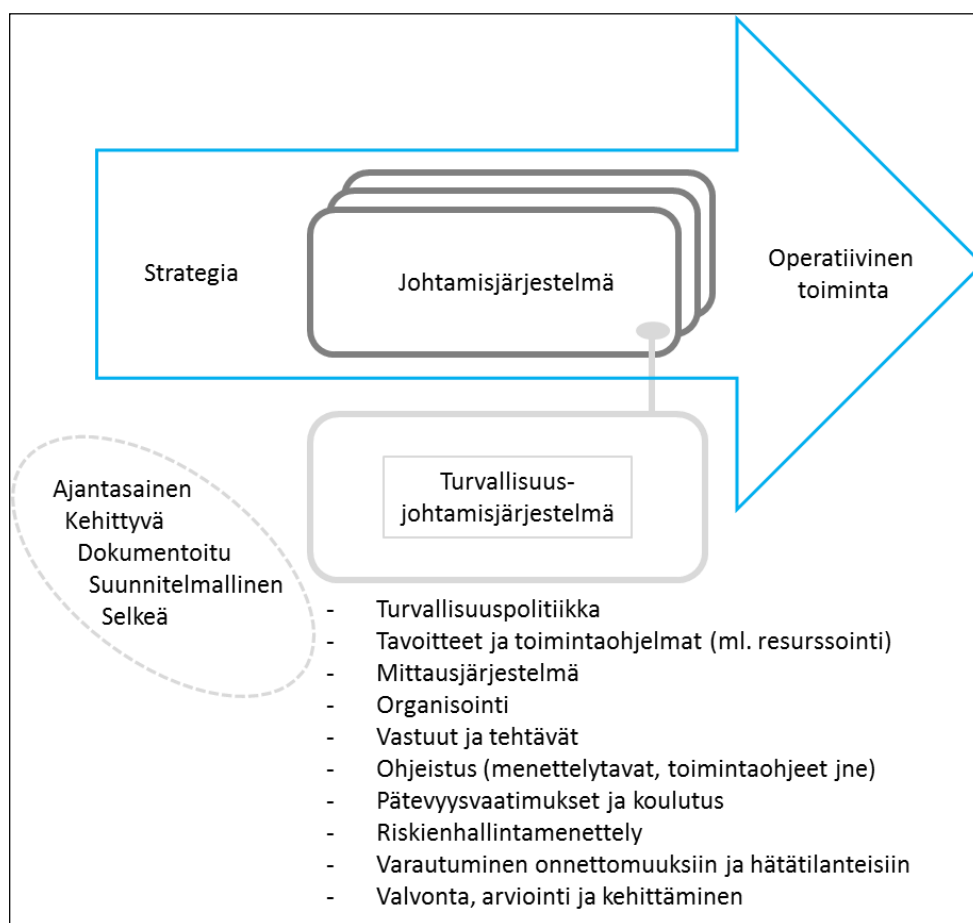 Strategia
Johtamisjärjestelmä
Operatiivinen
toiminta
Turvallisuus-
johtamisjärjestelmä
Ajantasainen
Kehittyvä
Dokumentoitu
Suunnitelmallinen
Selkeä
- Turvallisuuspolitiikka
- Tavoitteet ja toimintaohjelmat (ml. resurssointi)
- Mittausjärjestelmä
- Organisointi
- Vastuut ja tehtävät
- Ohjeistus (menettelytavat, toimintaohjeet jne)
- Pätevyysvaatimukset ja koulutus
- Riskienhallintamenettely
- Varautuminen onnettomuuksiin ja hätätilanteisiin
- Valvonta, arviointi ja kehittäminen